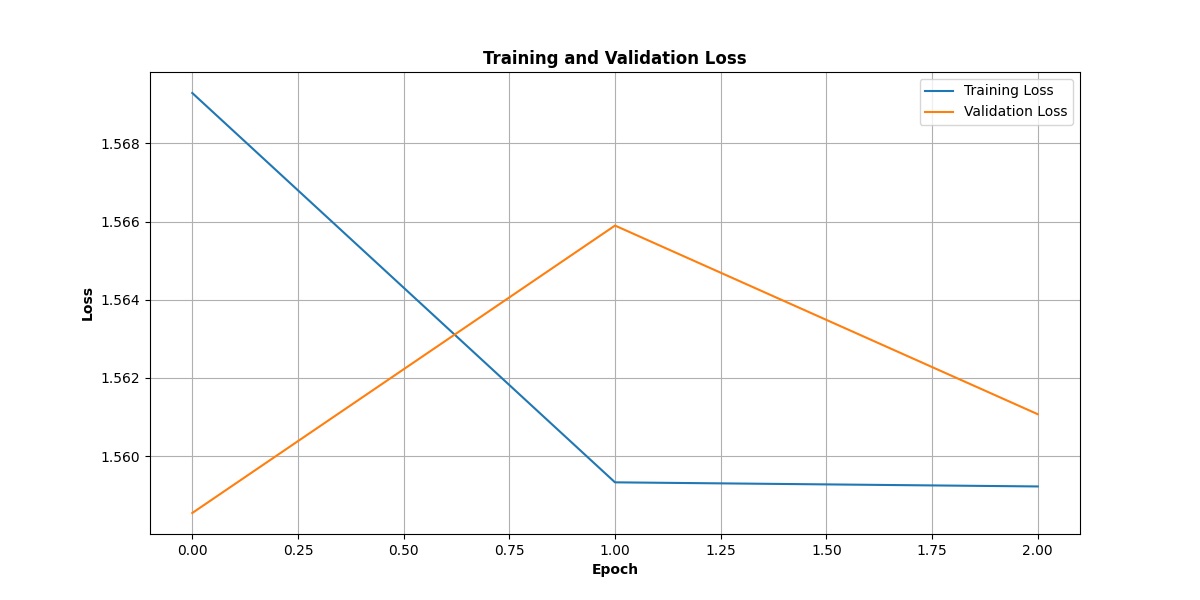 Training and Validation Loss
Training Loss
Validation Loss
1.568
1.566
1.564
1.562
1.560
Loss
0.00 0.25 0.50 0.75 1.00 1.25 1.50 1.75 2.00
Epoch